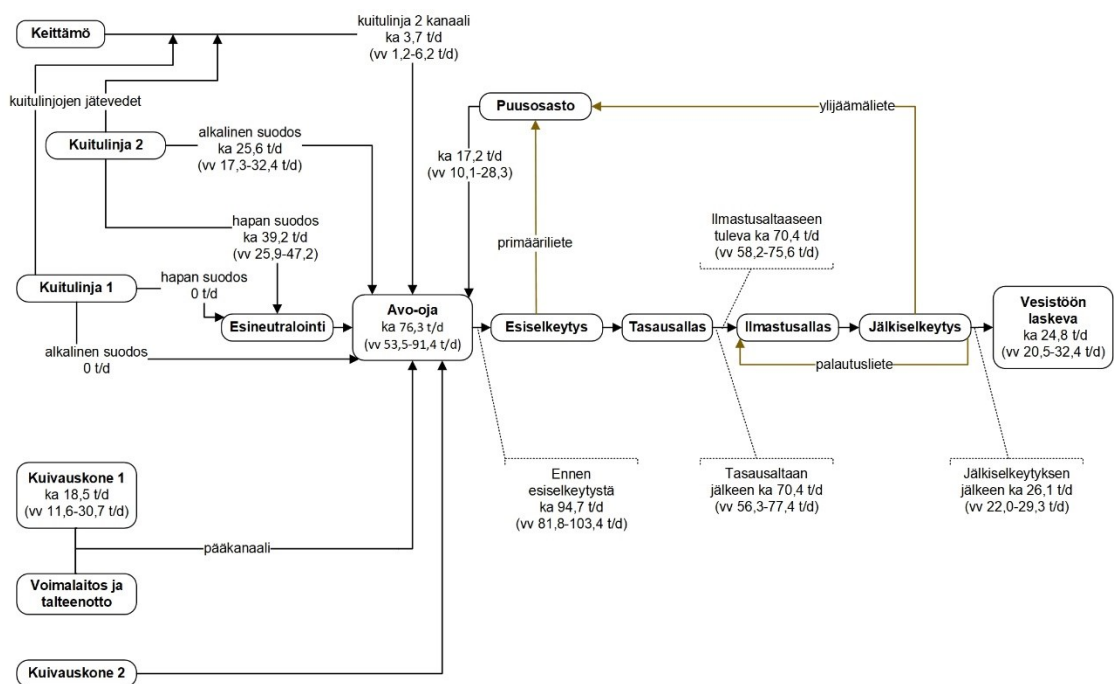 Keittämö
kuitulinja 2 kanaali
ka 3,7 t/d
(vv 1,2-6,2 t/d)
kuitulinjojen jätevedet
Puusosasto
ylijäämäliete
Kuitulinja 2
alkalinen suodos
ka 25,6 t/d
(vv 17,3-32,4 t/d)
ka 17,2 t/d
(vv 10,1-28,3)
hapan suodos
ka 39,2 t/d
(vv 25,9-47,2)
primääriliete
Ilmastusaltaaseen
tuleva ka 70,4 t/d
(vv 58,2-75,6 t/d)
Kuitulinja 1
hapan suodos
0 t/d
Esineutralointi
Avo-oja
ka 76,3 t/d
(vv 53,5-91,4 t/d)
Esiselkeytys
Tasausallas
Ilmastusallas
Jälkiselkeytys
Vesistöön
laskeva
ka 24,8 t/d
(vv 20,5-32,4 t/d)
alkalinen suodos
0 t/d
palautusliete
Kuivauskone 1
ka 18,5 t/d
(vv 11,6-30,7 t/d)
Ennen
esiselkeytystä
ka 94,7 t/d
(vv 81,8-103,4 t/d)
Tasausaltaan
jälkeen ka 70,4 t/d
(vv 56,3-77,4 t/d)
Jälkiselkeytyksen
jälkeen ka 26,1 t/d
(vv 22,0-29,3 t/d)
pääkanaali
Voimalaitos ja
talteenotto
Kuivauskone 2